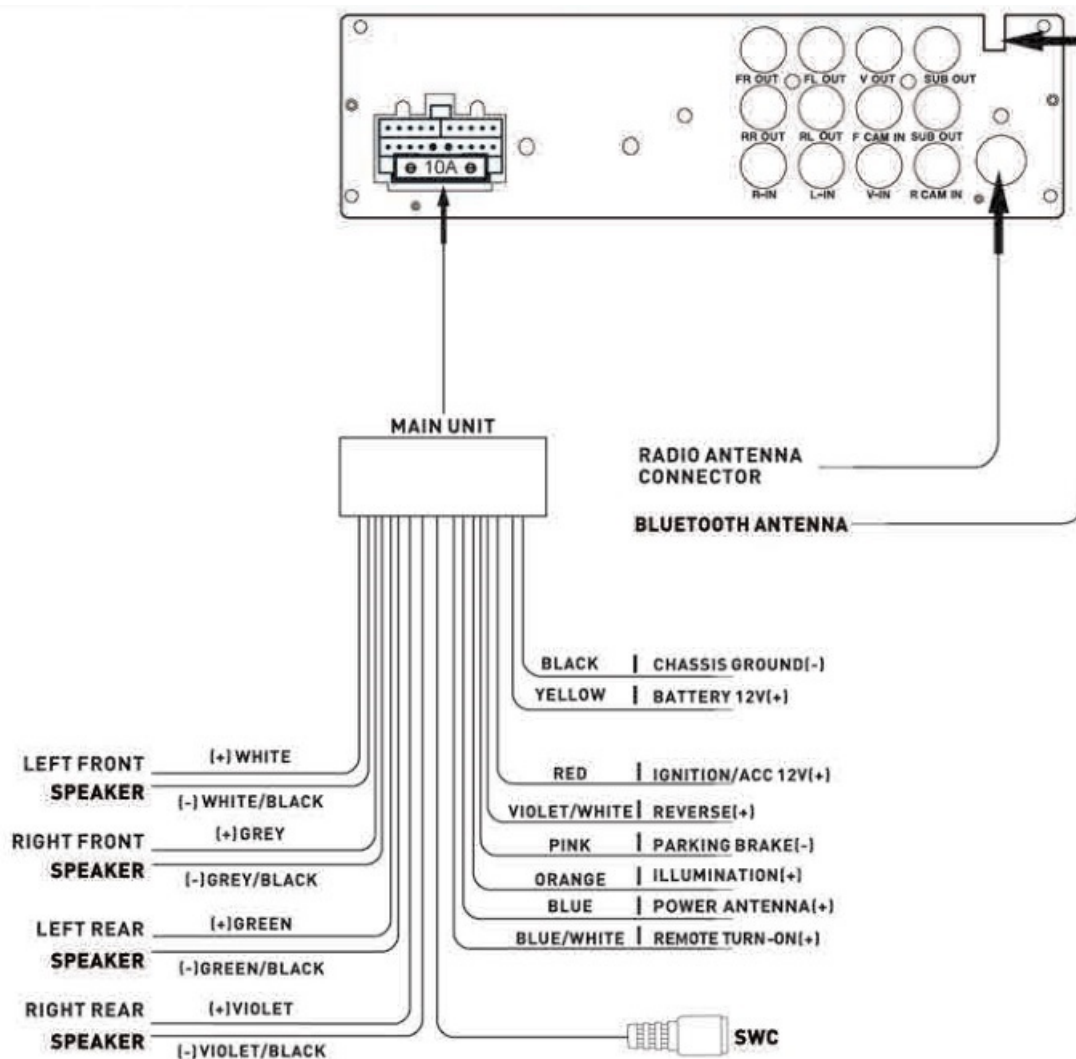 FR OUT FL OUT V OUT SUB OUT
RR OUT RL OUT F CAM IN SUB OUT
10A
R-IN L-IN V-IN R CAM IN
MAIN UNIT
RADIO ANTENNA
CONNECTOR
BLUETOOTH ANTENNA
BLACK | CHASSIS GROUND(-)
YELLOW | BATTERY 12V(+)
LEFT FRONT
SPEAKER
(+) WHITE
(-) WHITE/BLACK
RED | IGNITION/ACC 12V(+)
VIOLET/WHITE | REVERSE(+)
RIGHT FRONT
SPEAKER
(+)GREY
(-)GREY/BLACK
PINK | PARKING BRAKE(-)
ORANGE | ILLUMINATION(+)
BLUE | POWER ANTENNA(+)
BLUE/WHITE | REMOTE TURN-ON(+)
LEFT REAR
SPEAKER
(+)GREEN
(-)GREEN/BLACK
RIGHT REAR
SPEAKER
(+)VIOLET
(-)VIOLET/BLACK
SWC